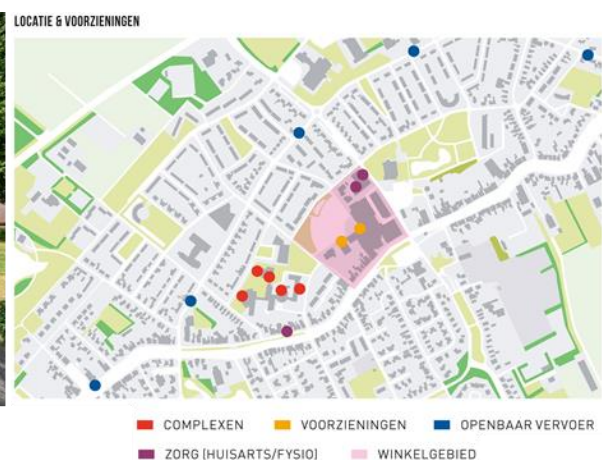 LOCATIE & VOORZIENINGEN
COMPLEXEN VOORZIENINGEN OPENBAAR VERVOER
ZORG (HUISARTS/FYSIO) WINKELGEBIED